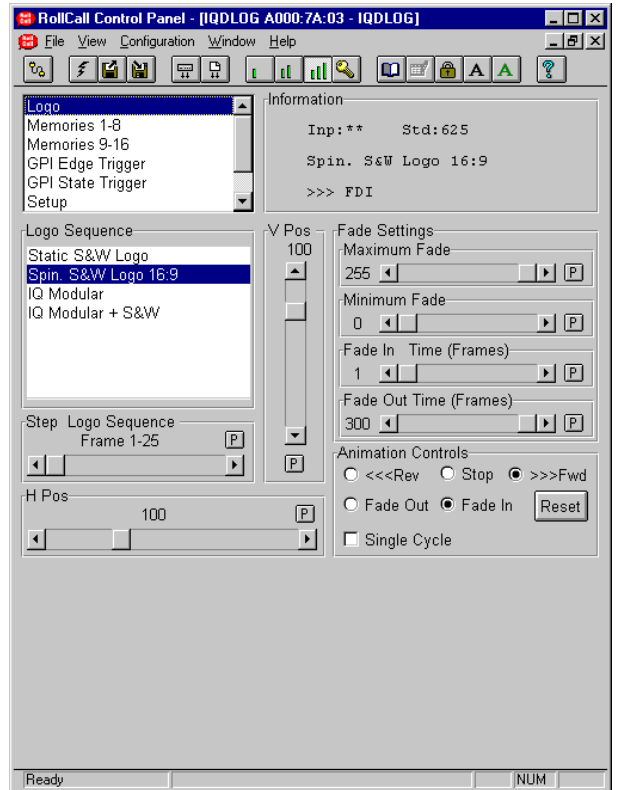 RollCall Control Panel - [IQDLOG A000:7A:03 - IQDLOG]
File View Configuration Window Help
A A ?
Logo
Memories 1-8
Memories 9-16
GPI Edge Trigger
GPI State Trigger
Setup
Information
Inp:** Std:625
Spin. S&W Logo 16:9
>>> FDI
Logo Sequence
Static S&W Logo
Spin. S&W Logo 16:9
IQ Modular
IQ Modular + S&W
V Pos
100
P
Fade Settings
Maximum Fade
255 P
Minimum Fade
0 P
Fade In Time (Frames)
1 P
Fade Out Time (Frames)
300 P
Step Logo Sequence
Frame 1-25 P
H Pos
100 P
Animation Controls
<<<Rev Stop >>>Fwd
Fade Out Fade In Reset
Single Cycle
Ready NUM